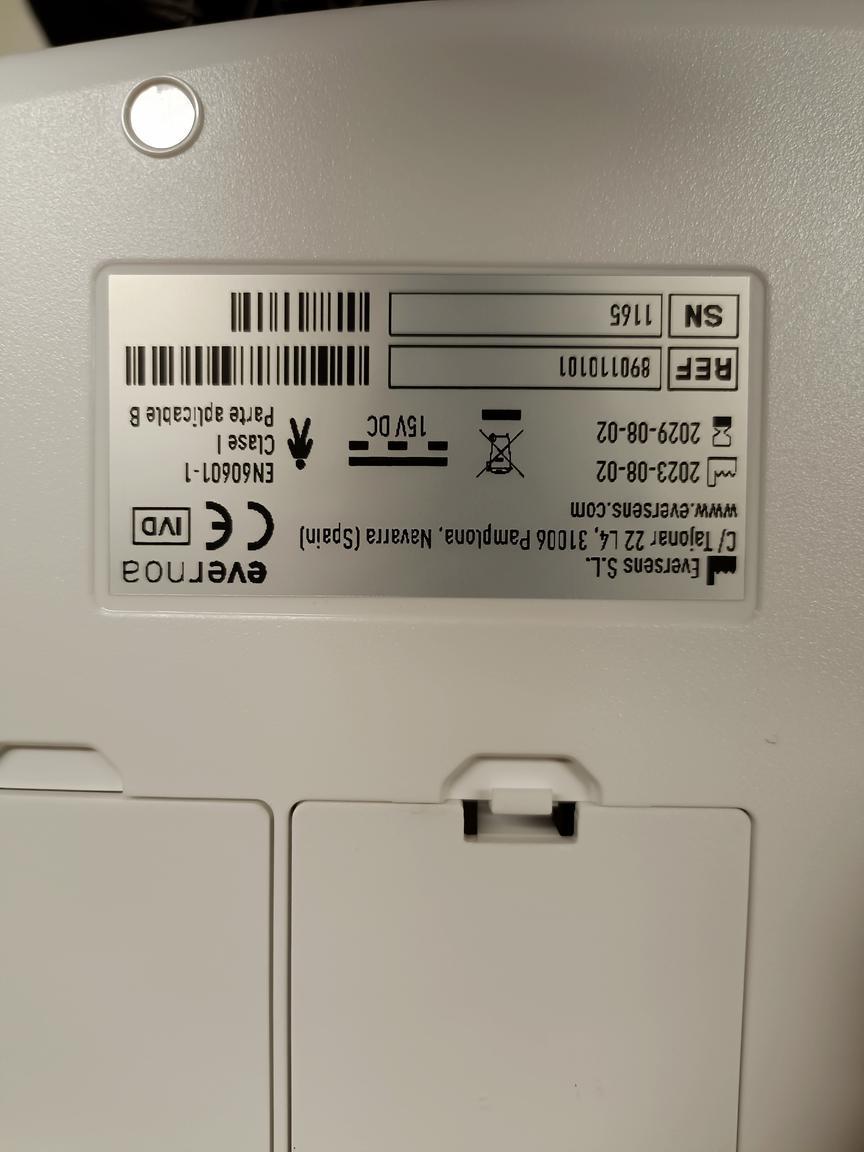 Eversens S.L.
evernoa
C/ Tajonar 22 L4, 31006 Pamplona, Navarra (Spain)
www.eversens.com
CE IVD
2023-08-02
2029-08-02
15V DC
EN60601-1
Clase I
Parte aplicable B
REF 890110101
SN 1165